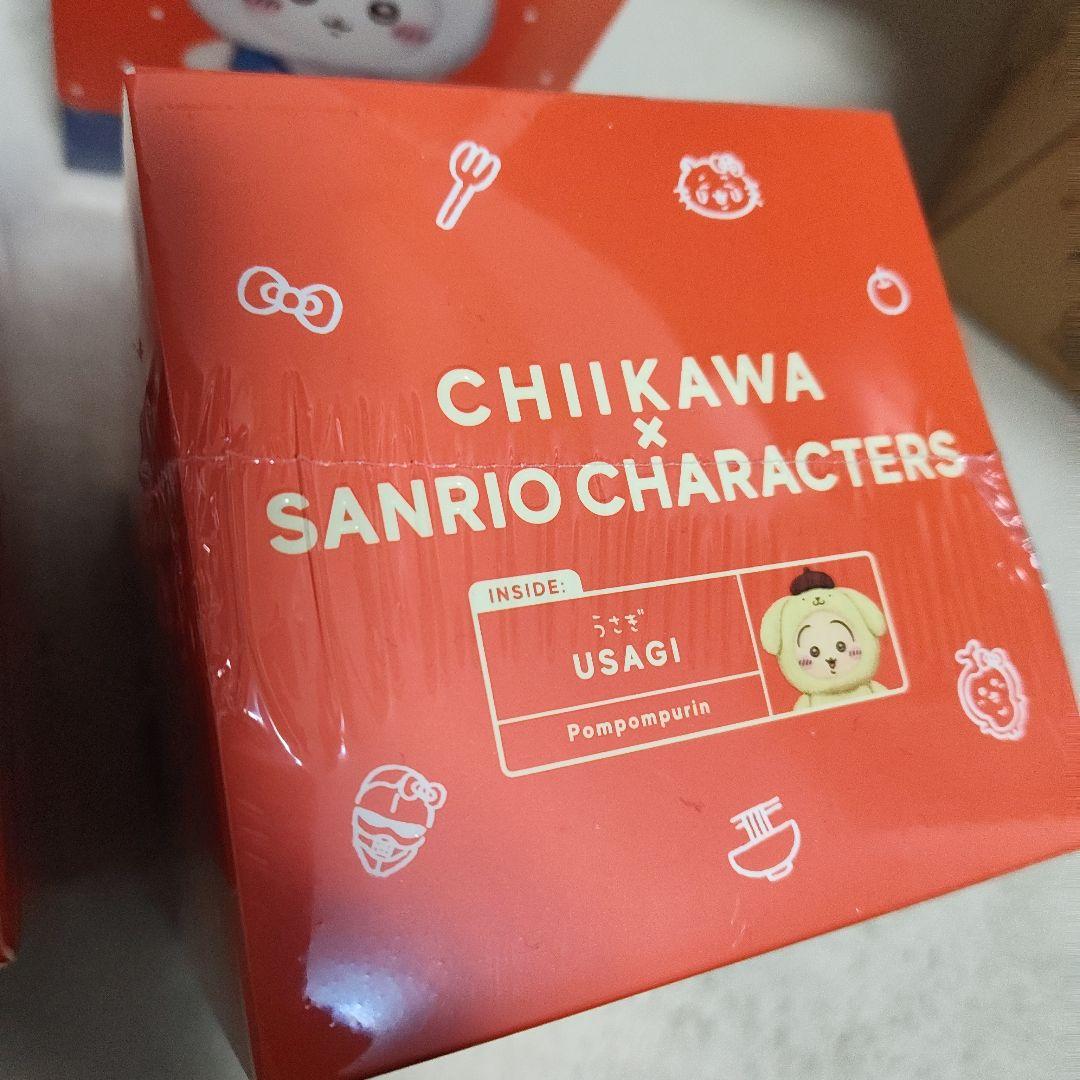 CHIIKAWA
×
SANRIO CHARACTERS
INSIDE:
うさぎ
USAGI
Pompompurin